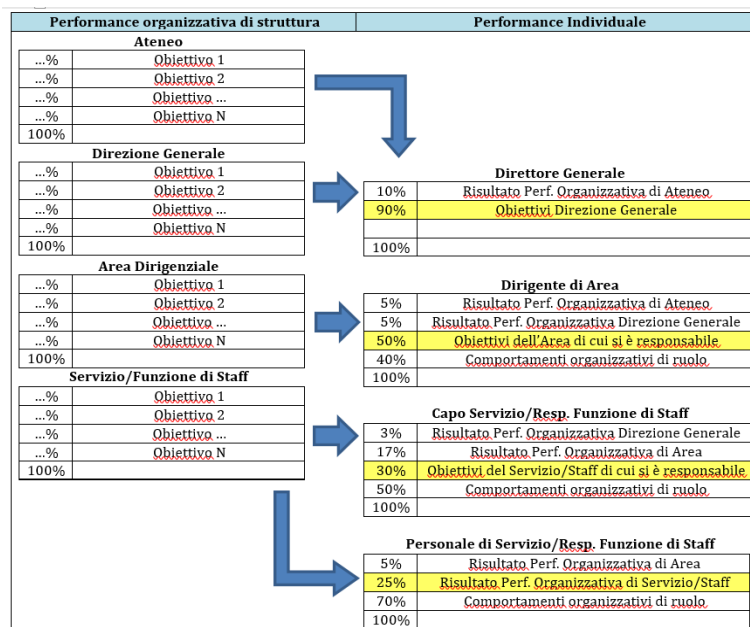 Performance organizzativa di struttura
Ateneo
...% Obiettivo 1
...% Obiettivo 2
...% Obiettivo ...
...% Obiettivo N
100%
Direzione Generale
...% Obiettivo 1
...% Obiettivo 2
...% Obiettivo ...
...% Obiettivo N
100%
Area Dirigenziale
...% Obiettivo 1
...% Obiettivo 2
...% Obiettivo ...
...% Obiettivo N
100%
Servizio/Funzione di Staff
...% Obiettivo 1
...% Obiettivo 2
...% Obiettivo ...
...% Obiettivo N
100%
Performance Individuale
Direttore Generale
10% Risultato Perf. Organizzativa di Ateneo
90% Obiettivi Direzione Generale
100%
Dirigente di Area
5% Risultato Perf. Organizzativa di Ateneo
5% Risultato Perf. Organizzativa Direzione Generale
50% Obiettivi dell'Area di cui si è responsabile
40% Comportamenti organizzativi di ruolo
100%
Capo Servizio/Resp. Funzione di Staff
3% Risultato Perf. Organizzativa Direzione Generale
17% Risultato Perf. Organizzativa di Area
30% Obiettivi del Servizio/Staff di cui si è responsabile
50% Comportamenti organizzativi di ruolo
100%
Personale di Servizio/Resp. Funzione di Staff
5% Risultato Perf. Organizzativa di Area
25% Risultato Perf. Organizzativa di Servizio/Staff
70% Comportamenti organizzativi di ruolo
100%